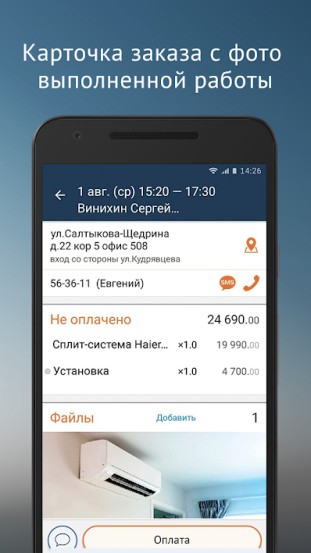 Карточка заказа с фото
выполненной работы
14:26
1 авг. (ср) 15:20 — 17:30
Винихин Сергей…
ул.Салтыкова-Щедрина
д.22 кор 5 офис 508
вход со стороны ул.Кудрявцева
56-36-11 (Евгений)
SMS
Не оплачено 24 690.00
Сплит-система Haier… ×1.0 19 990.00
Установка ×1.0 4 700.00
Файлы Добавить 1
Оплата